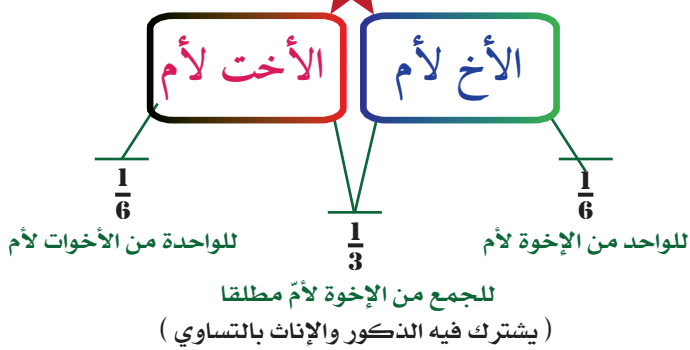 الأخ لأم
الأخت لأم
1/6
للواحد من الإخوة لأم
1/3
للجمع من الإخوة لأمّ مطلقا
( يشترك فيه الذكور والإناث بالتساوي )
1/6
للواحدة من الأخوات لأم